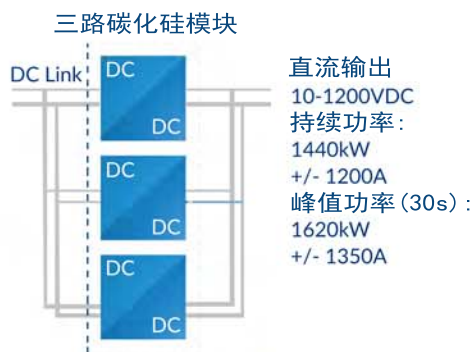 三路碳化硅模块
DC Link
DC
DC
DC
DC
DC
DC
直流输出
10-1200VDC
持续功率:
1440kW
+/- 1200A
峰值功率(30s):
1620kW
+/- 1350A